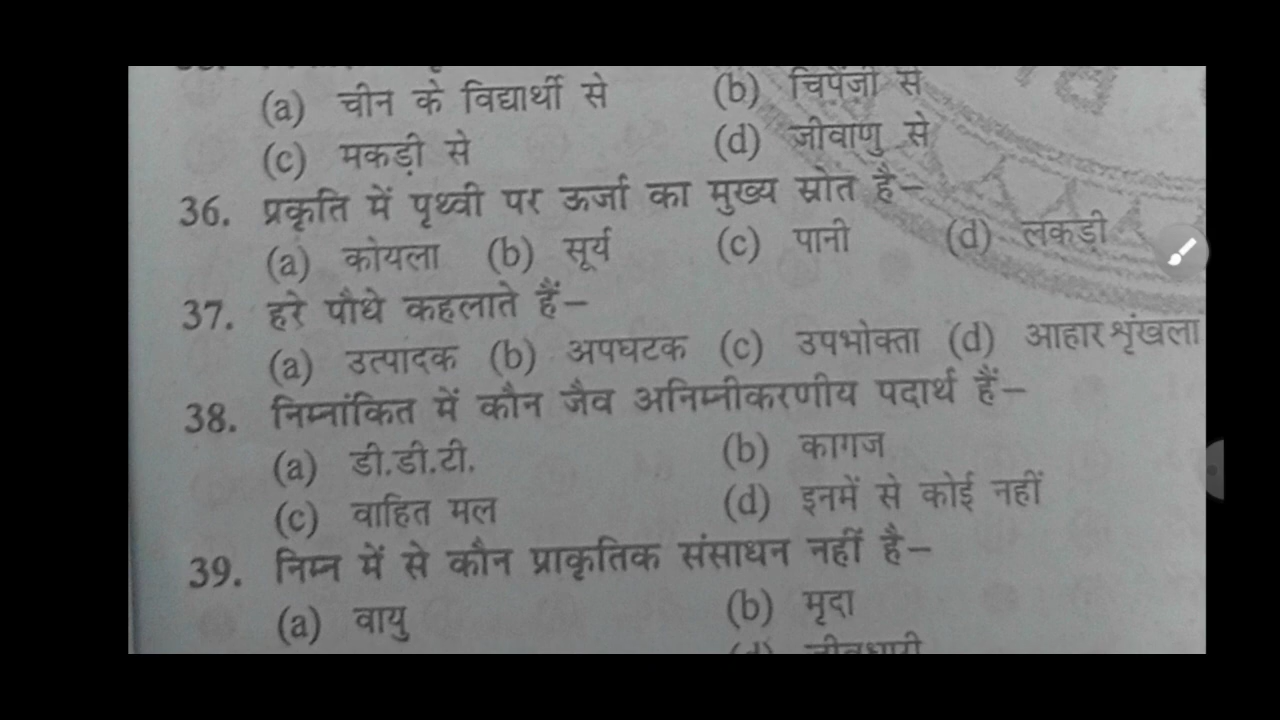 (a) चीन के विद्यार्थी से (b) चिपेंजी से
(c) मकड़ी से (d) जीवाणु से
36. प्रकृति में पृथ्वी पर ऊर्जा का मुख्य स्रोत है–
(a) कोयला (b) सूर्य (c) पानी (d) लकड़ी
37. हरे पौधे कहलाते हैं–
(a) उत्पादक (b) अपघटक (c) उपभोक्ता (d) आहार शृंखला
38. निम्नांकित में कौन जैव अनिम्नीकरणीय पदार्थ हैं–
(a) डी.डी.टी. (b) कागज
(c) वाहित मल (d) इनमें से कोई नहीं
39. निम्न में से कौन प्राकृतिक संसाधन नहीं है–
(a) वायु (b) मृदा